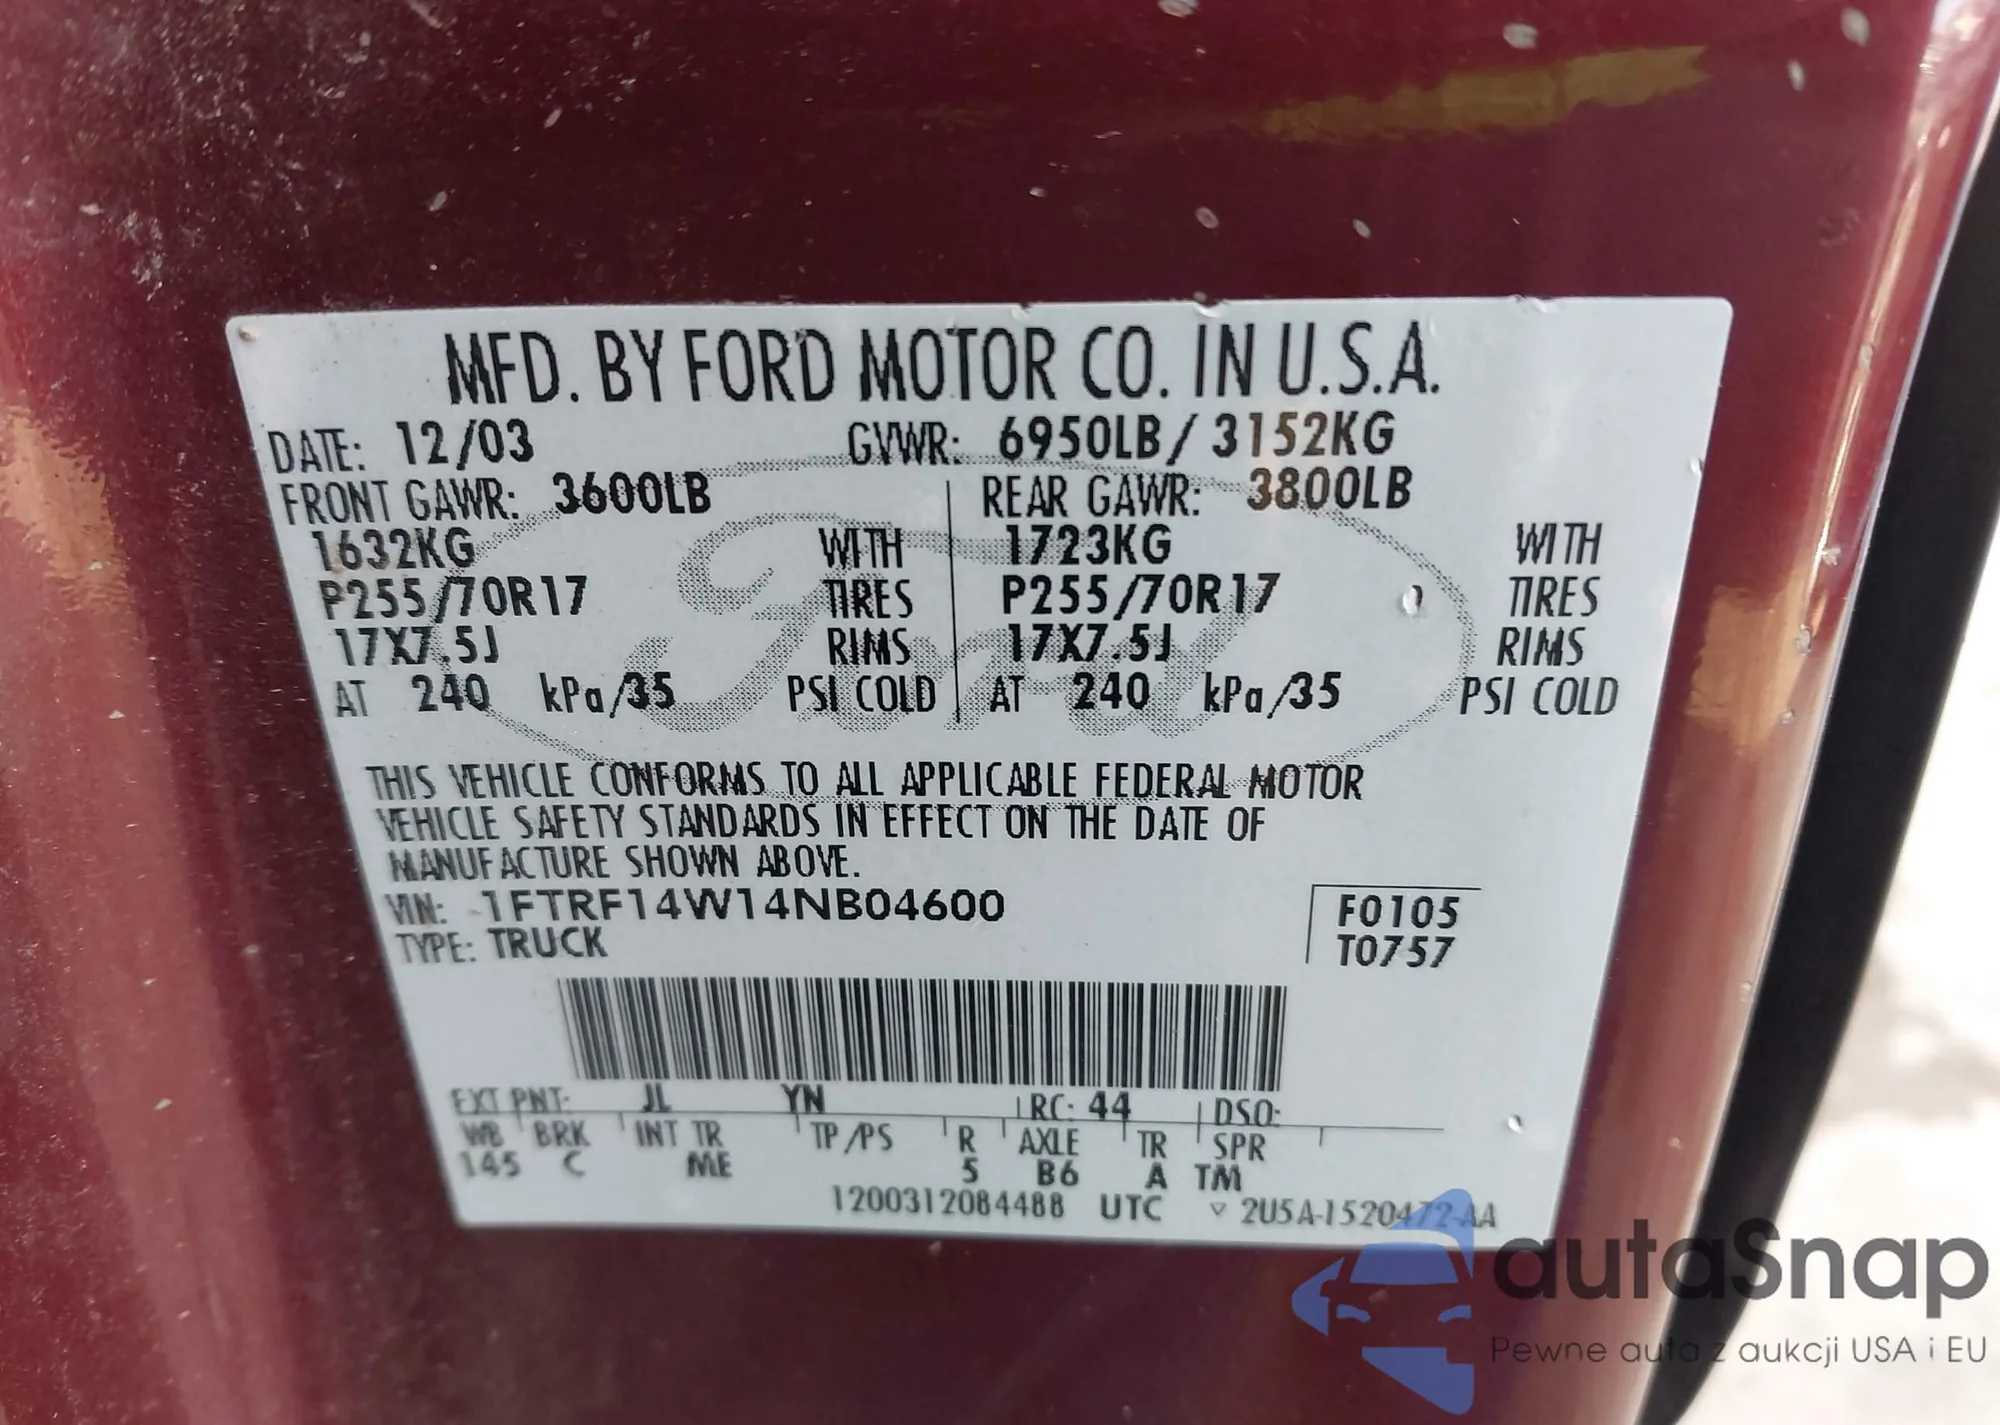 MFD. BY FORD MOTOR CO. IN U.S.A.
DATE: 12/03 GVWR: 6950LB / 3152KG
FRONT GAWR: 3600LB REAR GAWR: 3800LB
1632KG WITH 1723KG WITH
P255/70R17 TIRES P255/70R17 TIRES
17X7.5J RIMS 17X7.5J RIMS
AT 240 kPa/35 PSI COLD AT 240 kPa/35 PSI COLD
Ford
THIS VEHICLE CONFORMS TO ALL APPLICABLE FEDERAL MOTOR
VEHICLE SAFETY STANDARDS IN EFFECT ON THE DATE OF
MANUFACTURE SHOWN ABOVE.
VIN: 1FTRF14W14NB04600 F0105
TYPE: TRUCK T0757
EXT PNT: JL YN RC: 44 DSO:
WB BRK INT TR TP/PS R AXLE TR SPR
145 C ME 5 B6 A TM
1200312084488 UTC ▽ 2U5A-1520472-AA
autaSnap
Pewne auta z aukcji USA i EU